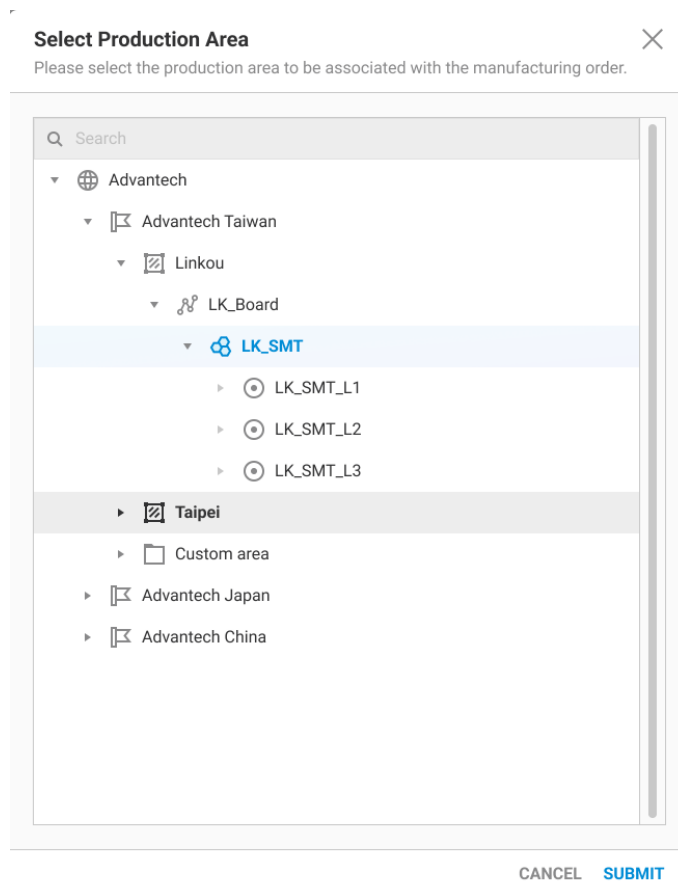 Select Production Area
Please select the production area to be associated with the manufacturing order.
Search
Advantech
Advantech Taiwan
Linkou
LK_Board
LK_SMT
LK_SMT_L1
LK_SMT_L2
LK_SMT_L3
Taipei
Custom area
Advantech Japan
Advantech China
CANCEL SUBMIT